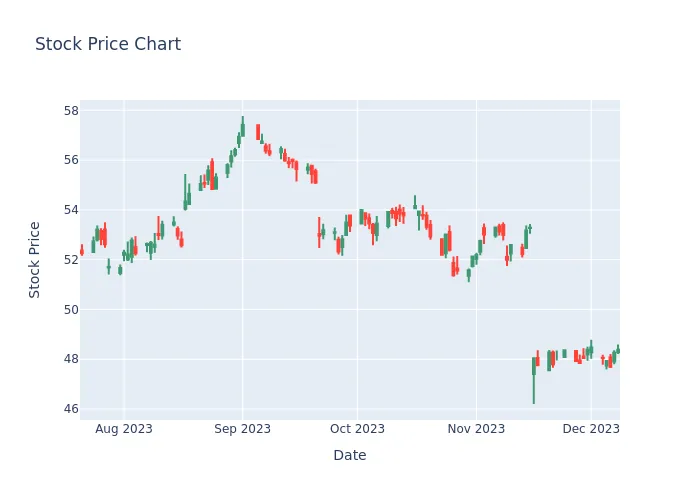 Stock Price Chart
58
56
54
52
50
48
46
Stock Price
Aug 2023
Sep 2023
Oct 2023
Nov 2023
Dec 2023
Date